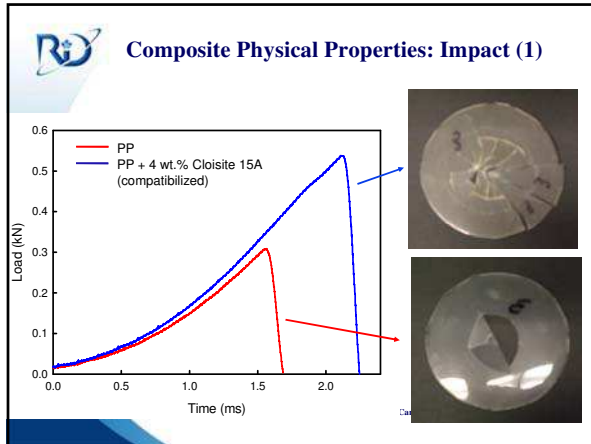 RiD
Composite Physical Properties: Impact (1)
0.6
0.5
0.4
0.3
0.2
0.1
0.0
Load (kN)
PP
PP + 4 wt.% Cloisite 15A
(compatibilized)
0.0 0.5 1.0 1.5 2.0
Time (ms)
3
3
6